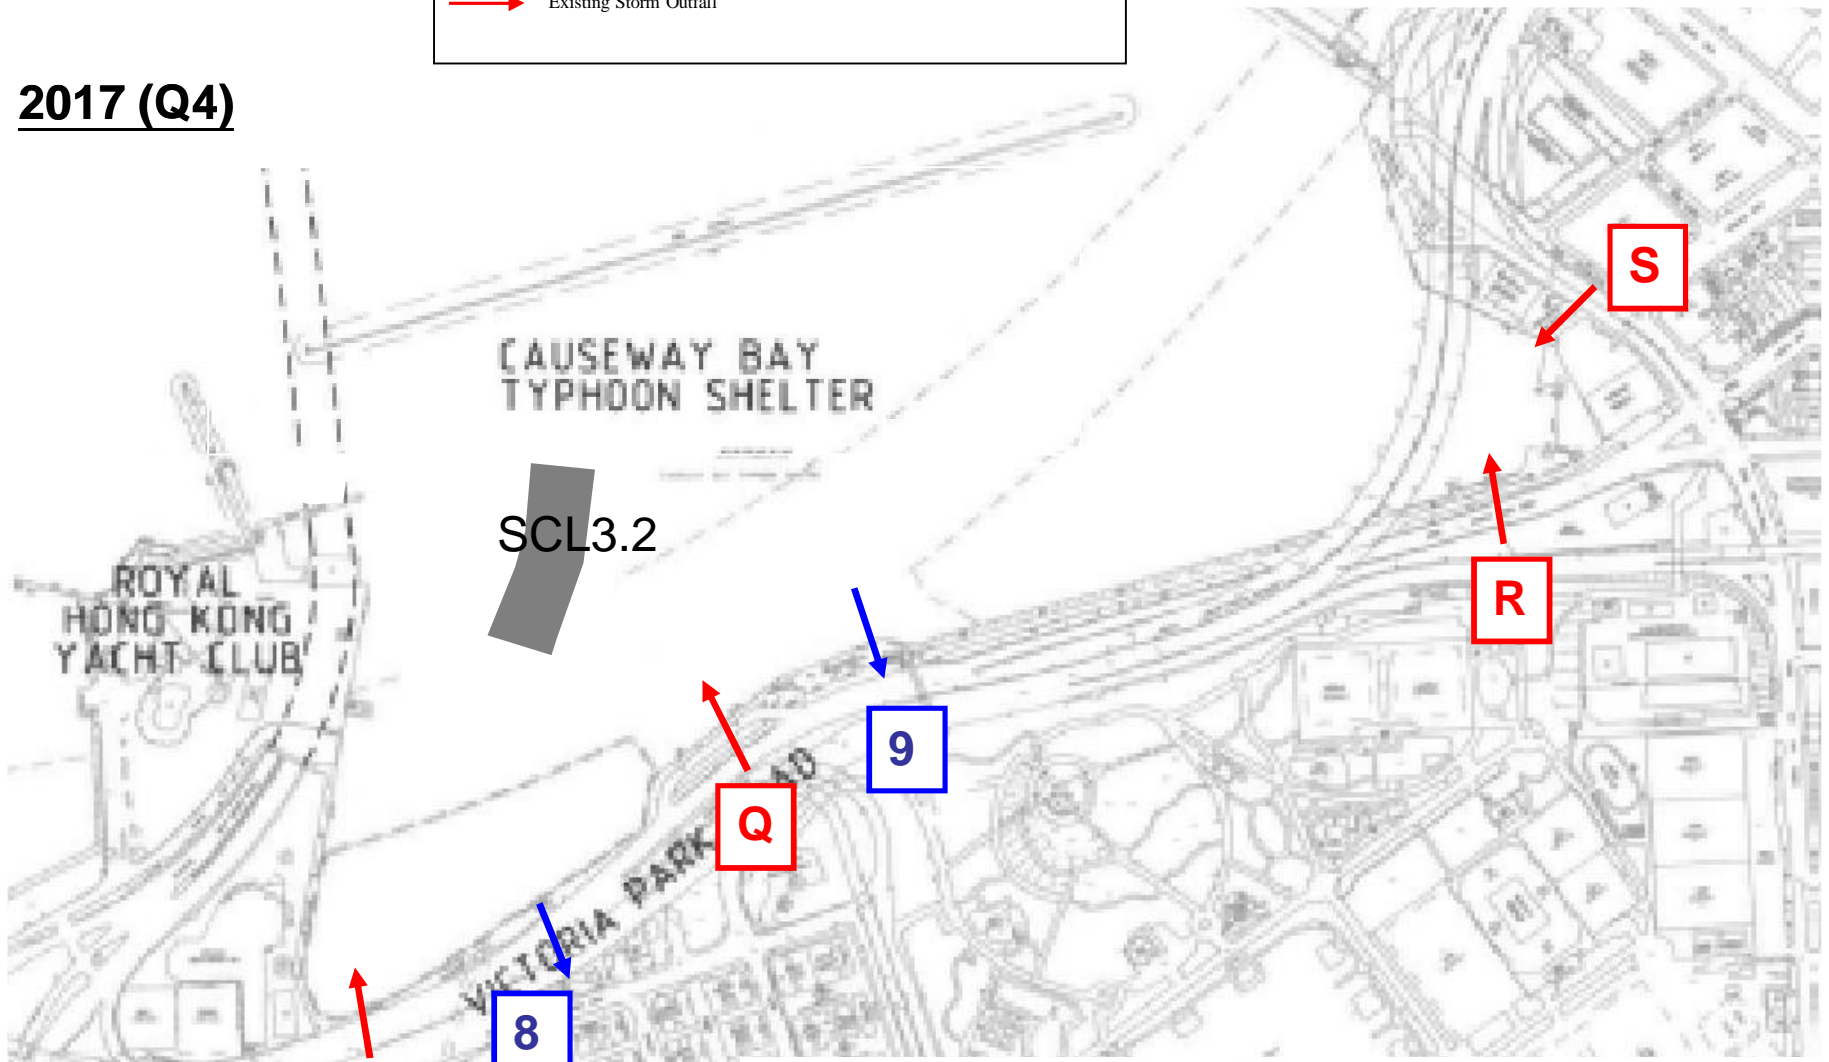 Existing Storm Outfall
2017 (Q4)
S
CAUSEWAY BAY
TYPHOON SHELTER
SCL3.2
ROYAL
HONG KONG
YACHT CLUB
R
9
Q
VICTORIA PARK
8